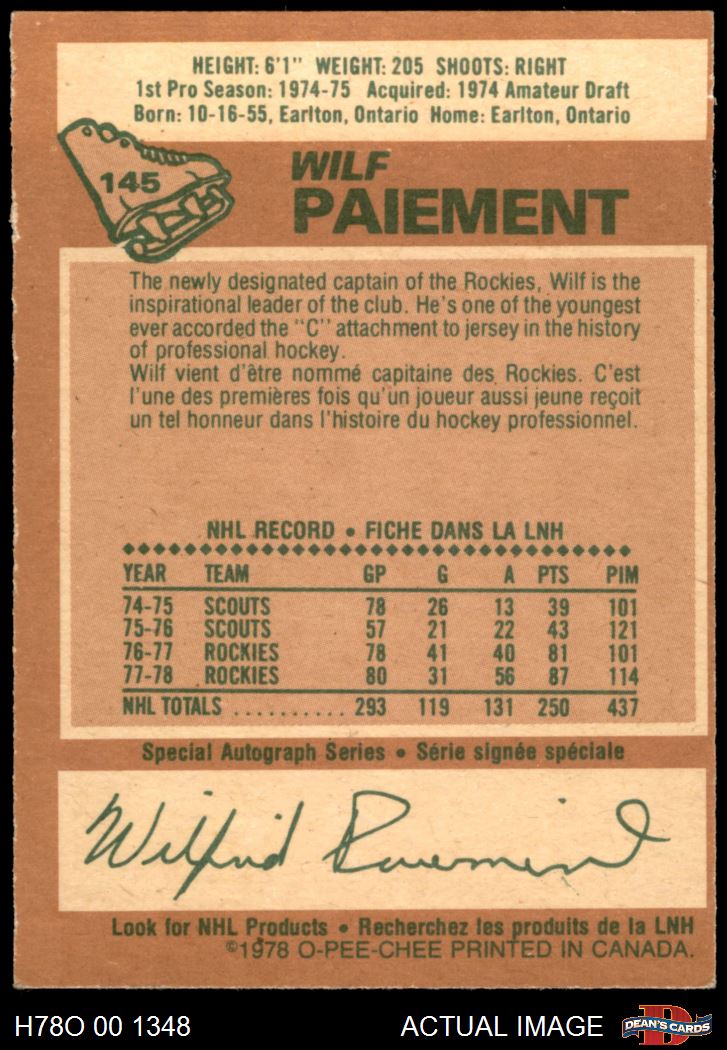 HEIGHT: 6'1" WEIGHT: 205 SHOOTS: RIGHT
1st Pro Season: 1974-75 Acquired: 1974 Amateur Draft
Born: 10-16-55, Earlton, Ontario Home: Earlton, Ontario
145
WILF
PAIEMENT
The newly designated captain of the Rockies, Wilf is the
inspirational leader of the club. He's one of the youngest
ever accorded the "C" attachment to jersey in the history
of professional hockey.
Wilf vient d'être nommé capitaine des Rockies. C'est
l'une des premières fois qu'un joueur aussi jeune reçoit
un tel honneur dans l'histoire du hockey professionnel.
NHL RECORD • FICHE DANS LA LNH
YEAR TEAM GP G A PTS PIM
74-75 SCOUTS 78 26 13 39 101
75-76 SCOUTS 57 21 22 43 121
76-77 ROCKIES 78 41 40 81 101
77-78 ROCKIES 80 31 56 87 114
NHL TOTALS .......... 293 119 131 250 437
Special Autograph Series • Série signée spéciale
Wilfrid Paiement
Look for NHL Products • Recherchez les produits de la LNH
©1978 O-PEE-CHEE PRINTED IN CANADA.
H78O 00 1348 ACTUAL IMAGE DEAN'S CARDS